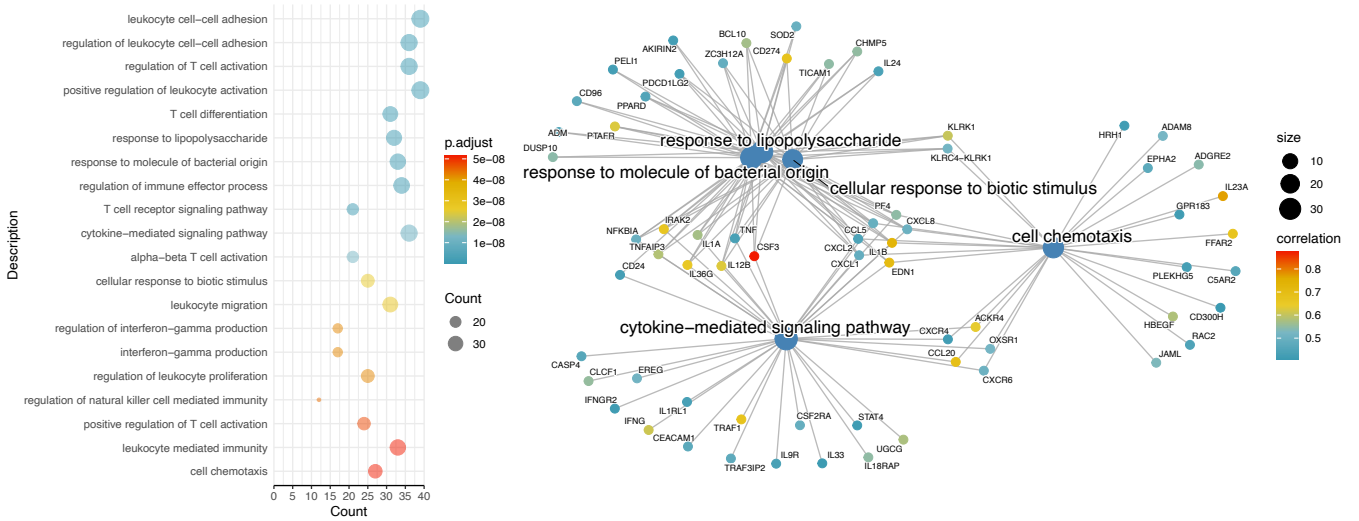 leukocyte cell−cell adhesion
regulation of leukocyte cell−cell adhesion
regulation of T cell activation
positive regulation of leukocyte activation
T cell differentiation
response to lipopolysaccharide
response to molecule of bacterial origin
regulation of immune effector process
T cell receptor signaling pathway
cytokine−mediated signaling pathway
alpha−beta T cell activation
cellular response to biotic stimulus
leukocyte migration
regulation of interferon−gamma production
interferon−gamma production
regulation of leukocyte proliferation
regulation of natural killer cell mediated immunity
positive regulation of T cell activation
leukocyte mediated immunity
cell chemotaxis
Description
0 5 10 15 20 25 30 35 40
Count
p.adjust
5e−08
4e−08
3e−08
2e−08
1e−08
Count
20
30
SOD2
BCL10
AKIRIN2
ZC3H12A
CD274
CHMP5
PELI1
TICAM1
IL24
PDCD1LG2
CD96
PPARD
ADM
PTAFR
DUSP10
KLRK1
KLRC4−KLRK1
response to lipopolysaccharide
response to molecule of bacterial origin
cellular response to biotic stimulus
HRH1
ADAM8
EPHA2
ADGRE2
IL23A
GPR183
FFAR2
cell chemotaxis
PLEKHG5
C5AR2
CD300H
HBEGF
RAC2
JAML
PF4
CXCL8
CCL5
IRAK2
NFKBIA
TNF
TNFAIP3
IL1A
CSF3
CXCL2
IL1B
CXCL1
CD24
IL36G
IL12B
EDN1
cytokine−mediated signaling pathway
ACKR4
CXCR4
OXSR1
CCL20
CXCR6
CASP4
CLCF1
EREG
IFNGR2
IL1RL1
IFNG
CEACAM1
TRAF1
CSF2RA
STAT4
UGCG
TRAF3IP2
IL9R
IL33
IL18RAP
size
10
20
30
correlation
0.8
0.7
0.6
0.5